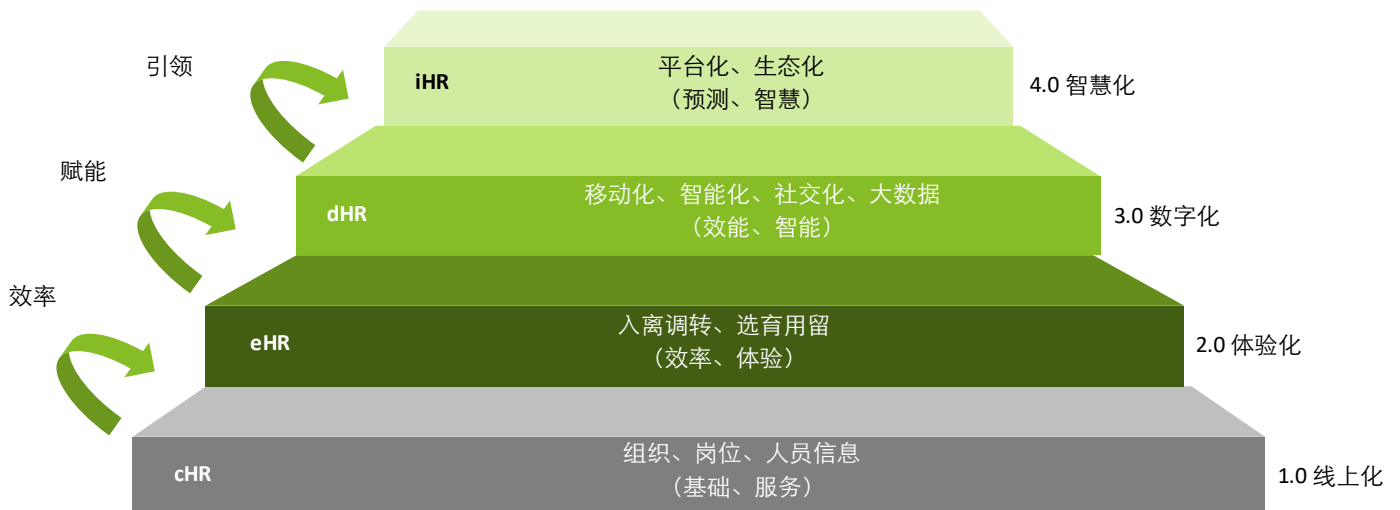 引领
iHR
平台化、生态化
（预测、智慧）
4.0 智慧化
赋能
dHR
移动化、智能化、社交化、大数据
（效能、智能）
3.0 数字化
效率
eHR
入离调转、选育用留
（效率、体验）
2.0 体验化
cHR
组织、岗位、人员信息
（基础、服务）
1.0 线上化